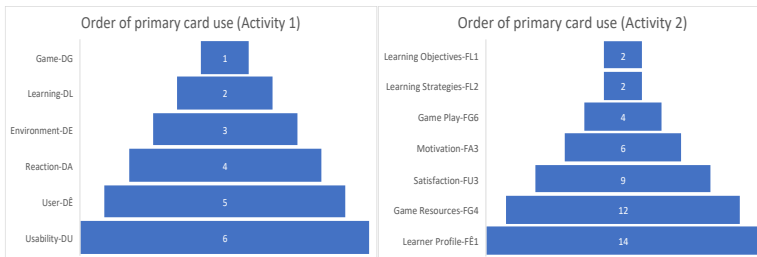 Order of primary card use (Activity 1)
Game-DG 1
Learning-DL 2
Environment-DE 3
Reaction-DA 4
User-DÊ 5
Usability-DU 6
Order of primary card use (Activity 2)
Learning Objectives-FL1 2
Learning Strategies-FL2 2
Game Play-FG6 4
Motivation-FA3 6
Satisfaction-FU3 9
Game Resources-FG4 12
Learner Profile-FÊ1 14